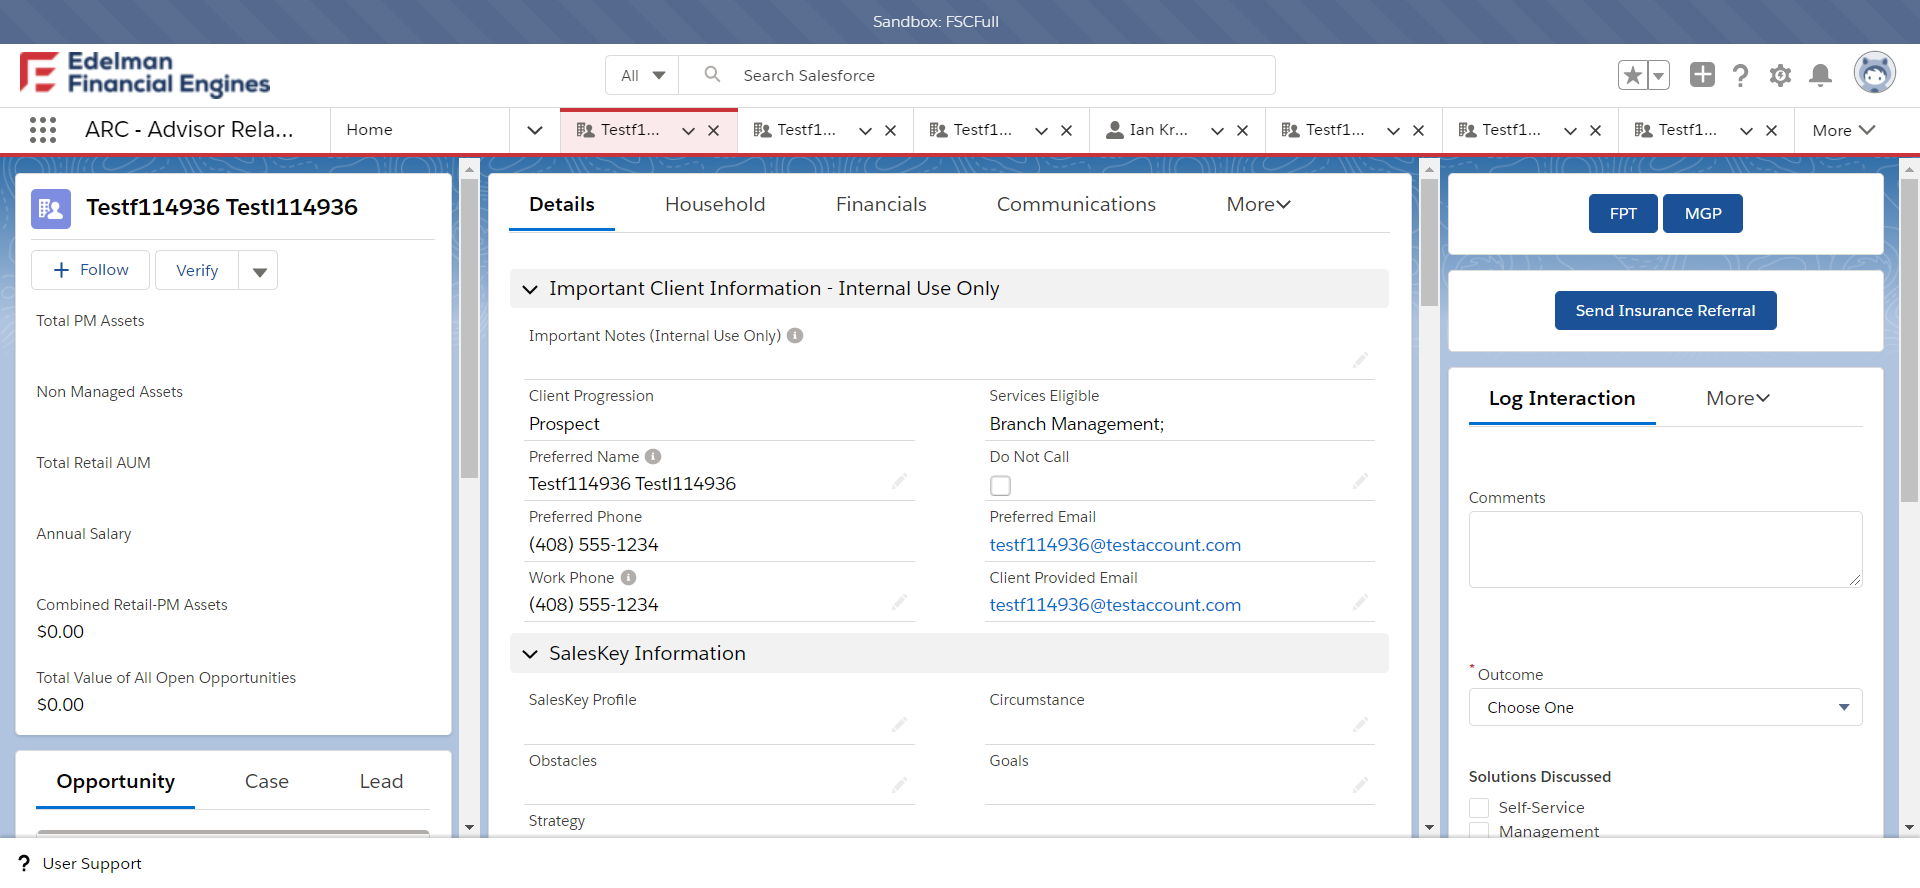 Sandbox: FSCFull
Edelman
Financial Engines
All
Search Salesforce
ARC - Advisor Rela...
Home
Testf1...
Testf1...
Testf1...
Ian Kr...
Testf1...
Testf1...
Testf1...
More
Testf114936 Testl114936
Follow
Verify
Total PM Assets
Non Managed Assets
Total Retail AUM
Annual Salary
Combined Retail-PM Assets
$0.00
Total Value of All Open Opportunities
$0.00
Opportunity
Case
Lead
Details
Household
Financials
Communications
More
Important Client Information - Internal Use Only
Important Notes (Internal Use Only)
Client Progression
Prospect
Services Eligible
Branch Management;
Preferred Name
Testf114936 Testl114936
Do Not Call
Preferred Phone
(408) 555-1234
Preferred Email
testf114936@testaccount.com
Work Phone
(408) 555-1234
Client Provided Email
testf114936@testaccount.com
SalesKey Information
SalesKey Profile
Circumstance
Obstacles
Goals
Strategy
FPT
MGP
Send Insurance Referral
Log Interaction
More
Comments
*Outcome
Choose One
Solutions Discussed
Self-Service
Management
? User Support